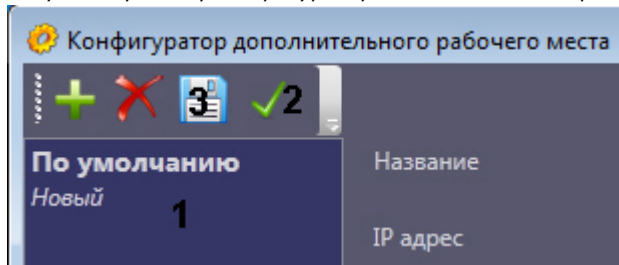 Конфигуратор дополнительного рабочего места
3 2
По умолчанию
Название
Новый
1
IP адрес